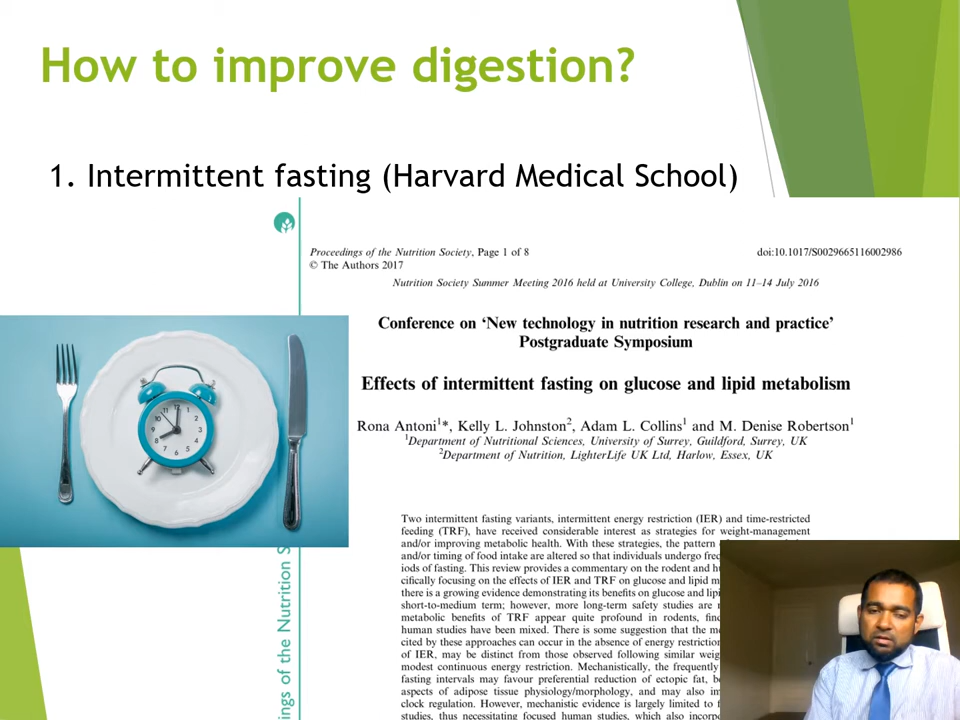 How to improve digestion?
1. Intermittent fasting (Harvard Medical School)
Proceedings of the Nutrition Society, Page 1 of 8
doi:10.1017/S0029665116002986
© The Authors 2017
Nutrition Society Summer Meeting 2016 held at University College, Dublin on 11–14 July 2016
Conference on ‘New technology in nutrition research and practice’
Postgraduate Symposium
Effects of intermittent fasting on glucose and lipid metabolism
Rona Antoni1*, Kelly L. Johnston2, Adam L. Collins1 and M. Denise Robertson1
1Department of Nutritional Sciences, University of Surrey, Guildford, Surrey, UK
2Department of Nutrition, LighterLife UK Ltd, Harlow, Essex, UK
Two intermittent fasting variants, intermittent energy restriction (IER) and time-restricted
feeding (TRF), have received considerable interest as strategies for weight-management
and/or improving metabolic health. With these strategies, the pattern
and/or timing of food intake are altered so that individuals undergo
iods of fasting. This review provides a commentary on the rodent and
cifically focusing on the effects of IER and TRF on glucose and lipid
there is a growing evidence demonstrating its benefits on glucose and
short-to-medium term; however, more long-term safety studies are
metabolic benefits of TRF appear quite profound in rodents,
human studies have been mixed. There is some suggestion that the
cited by these approaches can occur in the absence of energy restriction
of IER, may be distinct from those observed following similar
modest continuous energy restriction. Mechanistically, the frequently
fasting intervals may favour preferential reduction of ectopic fat,
aspects of adipose tissue physiology/morphology, and may also
clock regulation. However, mechanistic evidence is largely limited to
studies, thus necessitating focused human studies, which also
ings of the Nutrition S
12
1
2
3
4
5
6
7
8
9
10
11